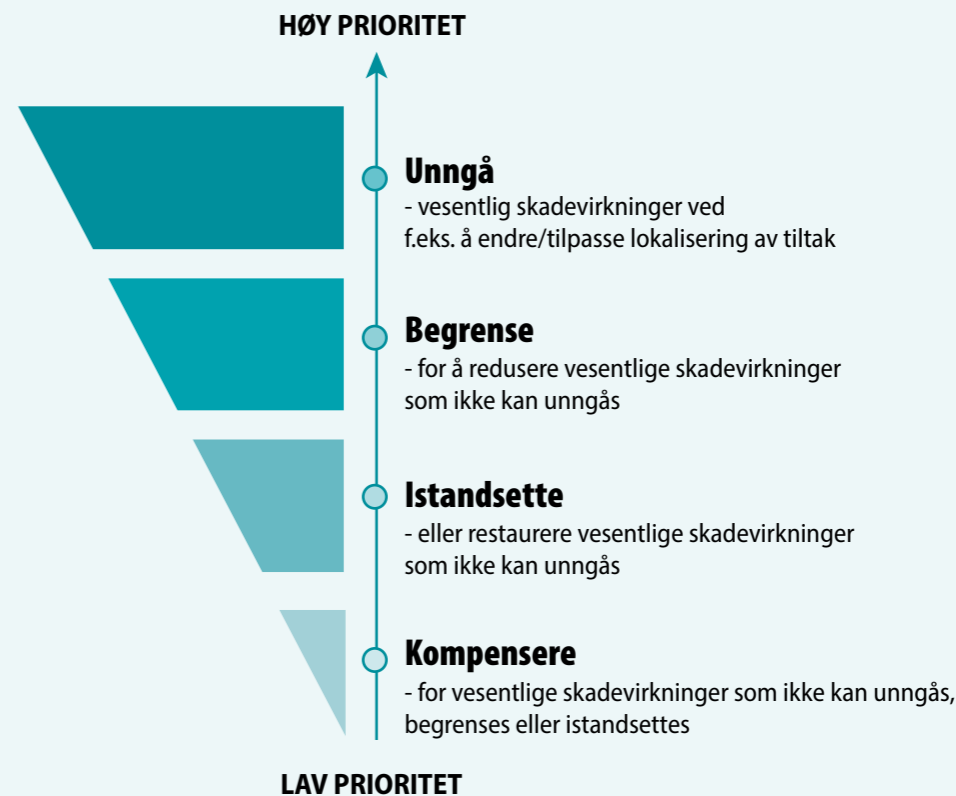 HØY PRIORITET
Unngå
- vesentlig skadevirkninger ved
f.eks. å endre/tilpasse lokalisering av tiltak
Begrense
- for å redusere vesentlige skadevirkninger
som ikke kan unngås
Istandsette
- eller restaurere vesentlige skadevirkninger
som ikke kan unngås
Kompensere
- for vesentlige skadevirkninger som ikke kan unngås,
begrenses eller istandsettes
LAV PRIORITET